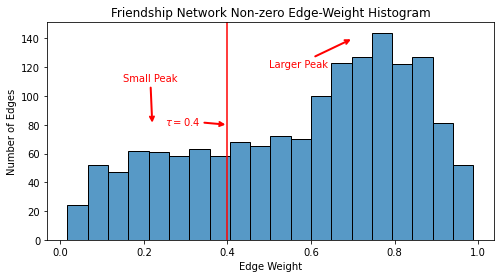 Friendship Network Non-zero Edge-Weight Histogram
140
120
100
80
60
40
20
0
Number of Edges
Small Peak
τ = 0.4
Larger Peak
0.0 0.2 0.4 0.6 0.8 1.0
Edge Weight